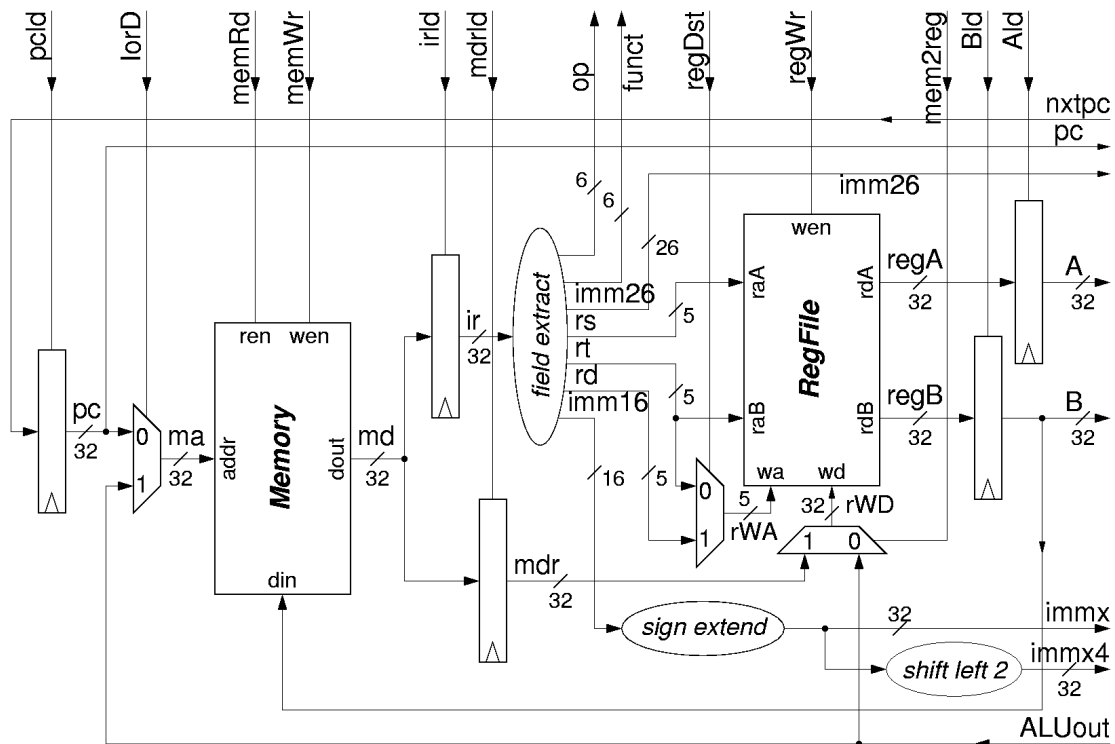 pcld
IorD
memRd
memWr
irld
mdrld
op
funct
regDst
regWr
mem2reg
Bld
Ald
nxtpc
pc
imm26
6
6
26
wen
raA
rdA
regA
32
A
32
RegFile
raB
rdB
regB
32
B
32
wa
wd
ren
wen
addr
Memory
dout
din
pc
32
0
1
ma
32
md
32
ir
32
field extract
imm26
rs
5
rt
rd
5
imm16
16
5
0
1
5
rWA
32
rWD
1
0
mdr
32
sign extend
32
immx
shift left 2
immx4
32
ALUout